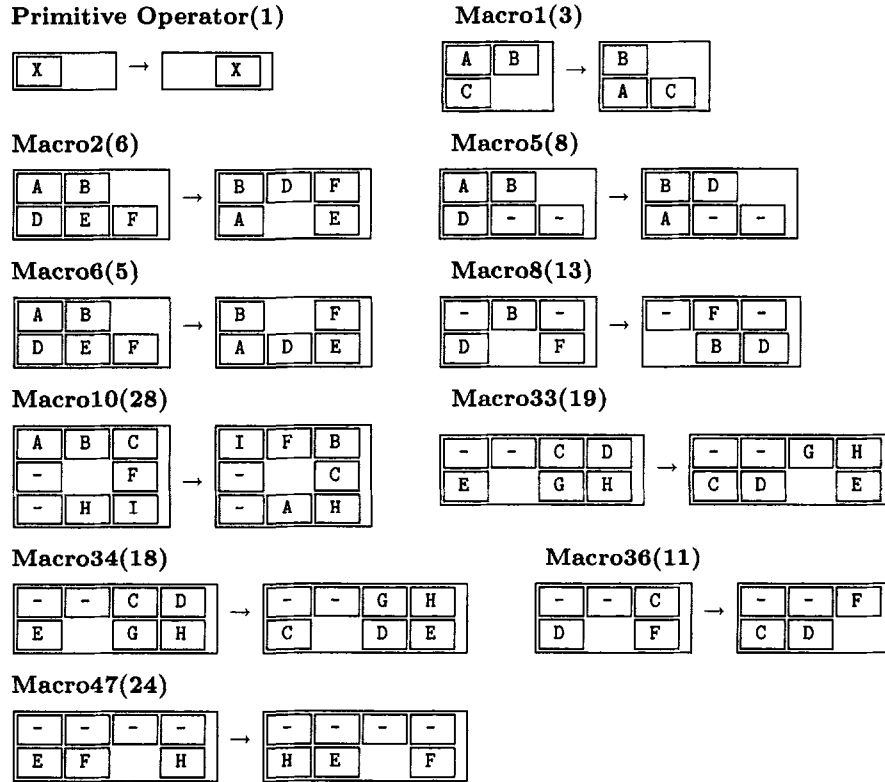 Primitive Operator(1)
X → X
Macro1(3)
A B → B
C A C
Macro2(6)
A B → B D F
D E F A E
Macro5(8)
A B → B D
D - - A - -
Macro6(5)
A B → B F
D E F A D E
Macro8(13)
- B - → - F -
D F B D
Macro10(28)
A B C I F B
- F → - C
- H I - A H
Macro33(19)
- - C D → - - G H
E G H C D E
Macro34(18)
- - C D → - - G H
E G H C D E
Macro36(11)
- - C → - - F
D F C D
Macro47(24)
- - - - → - - - -
E F H H E F